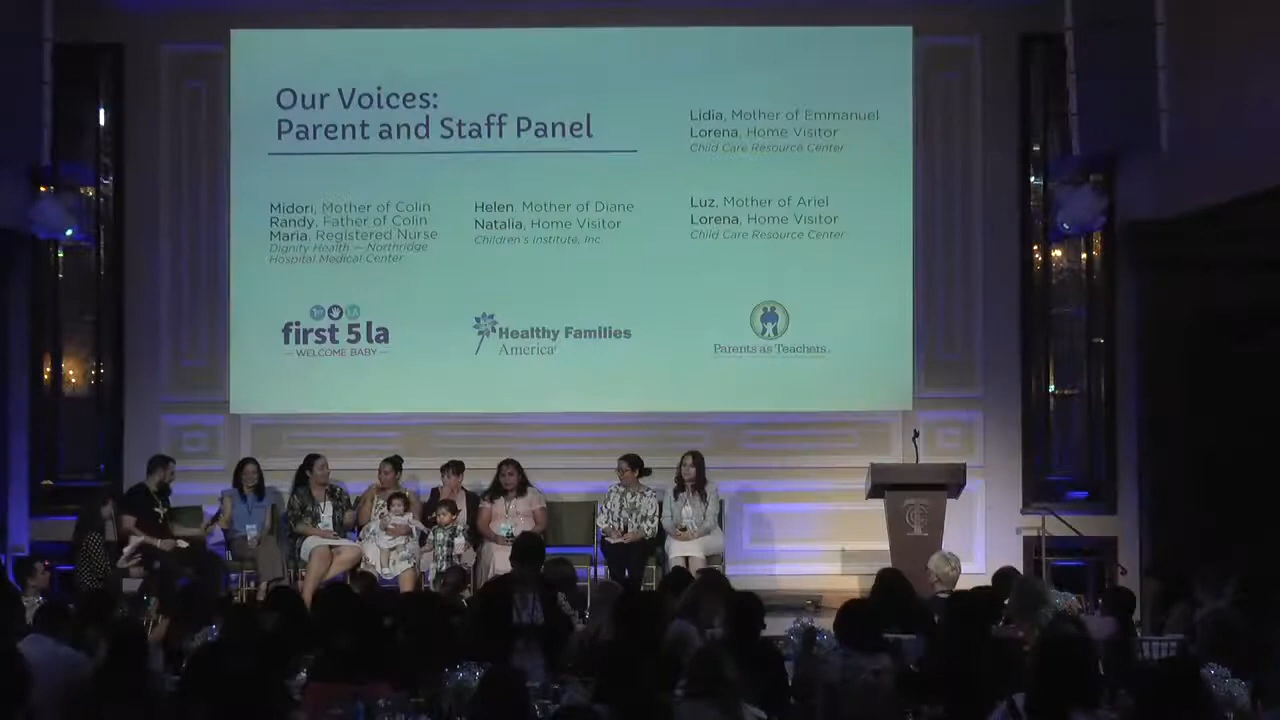 Our Voices:
Parent and Staff Panel
Lidia, Mother of Emmanuel
Lorena, Home Visitor
Child Care Resource Center
Midori, Mother of Colin
Randy, Father of Colin
Maria, Registered Nurse
Dignity Health — Northridge
Hospital Medical Center
Helen, Mother of Diane
Natalia, Home Visitor
Children's Institute, Inc.
Luz, Mother of Ariel
Lorena, Home Visitor
Child Care Resource Center
first 5 la
WELCOME BABY
Healthy Families
America
Parents as Teachers.